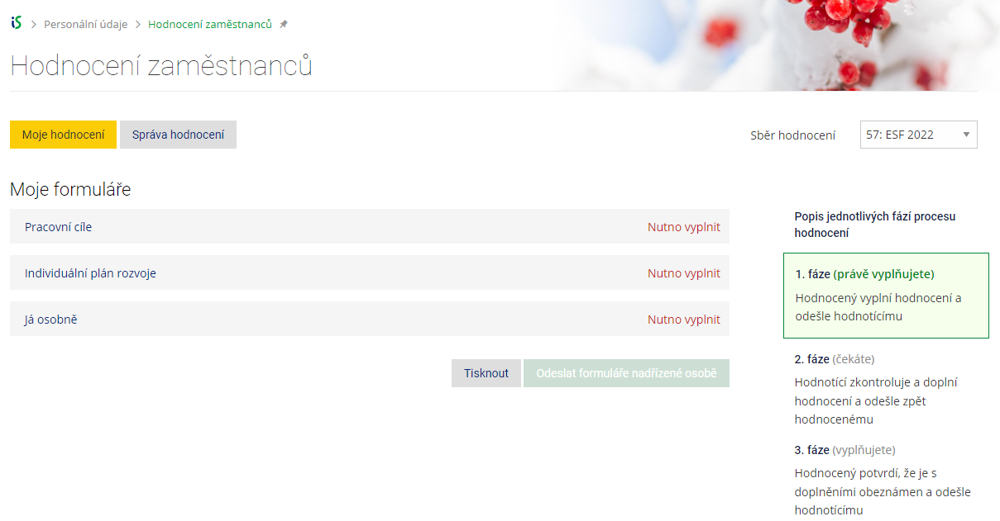 iS > Personální údaje > Hodnocení zaměstnanců
Hodnocení zaměstnanců
Moje hodnocení
Správa hodnocení
Sběr hodnocení
57: ESF 2022
Moje formuláře
Pracovní cíle
Nutno vyplnit
Individuální plán rozvoje
Nutno vyplnit
Já osobně
Nutno vyplnit
Tisknout
Odeslat formuláře nadřízené osobě
Popis jednotlivých fází procesu
hodnocení
1. fáze (právě vyplňujete)
Hodnocený vyplní hodnocení a
odešle hodnotícímu
2. fáze (čekáte)
Hodnotící zkontroluje a doplní
hodnocení a odešle zpět
hodnocenému
3. fáze (vyplňujete)
Hodnocený potvrdí, že je s
doplněními obeznámen a odešle
hodnotícímu